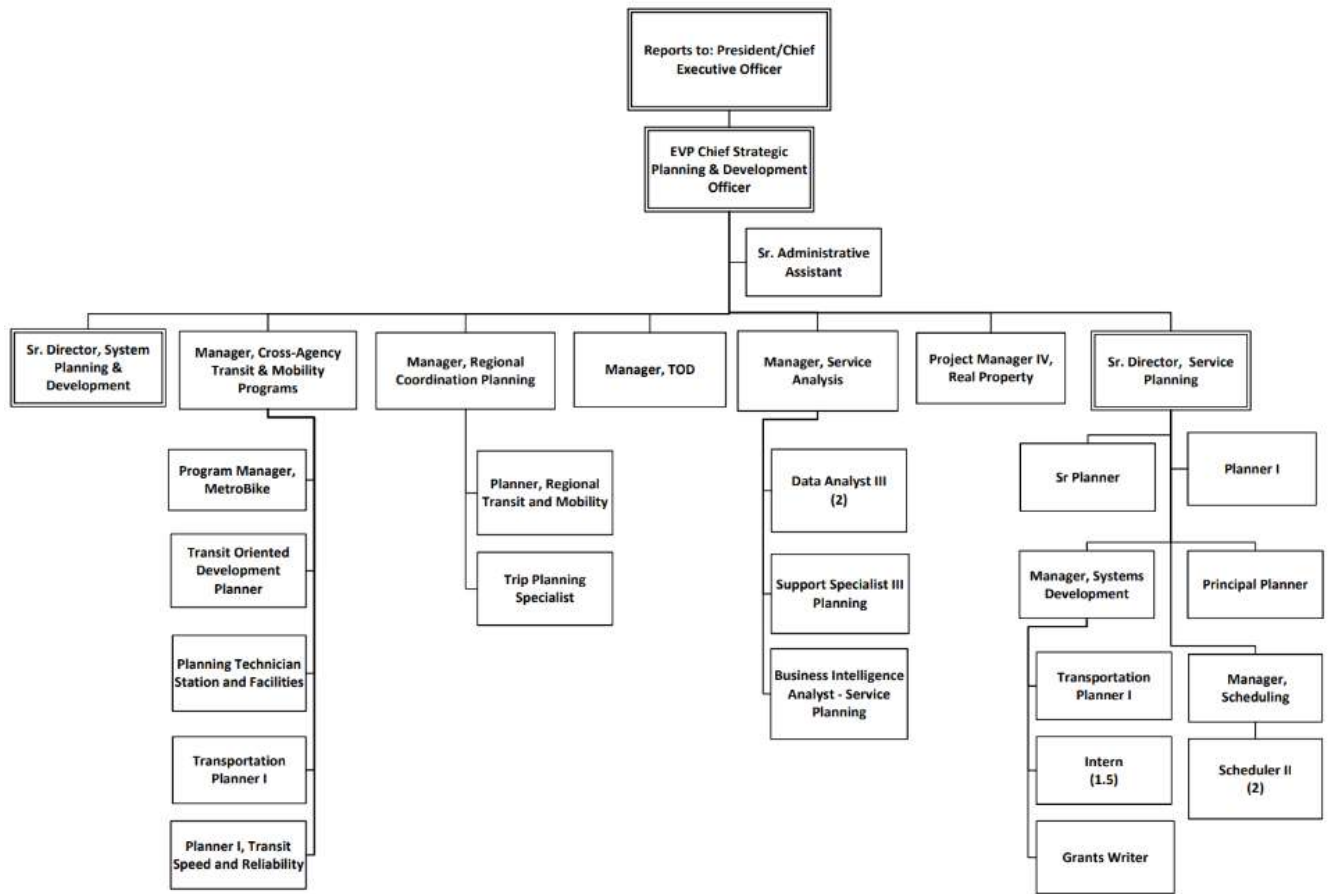 Reports to: President/Chief
Executive Officer
EVP Chief Strategic
Planning & Development
Officer
Sr. Administrative
Assistant
Sr. Director, System
Planning &
Development
Manager, Cross-Agency
Transit & Mobility
Programs
Manager, Regional
Coordination Planning
Manager, TOD
Manager, Service
Analysis
Project Manager IV,
Real Property
Sr. Director, Service
Planning
Program Manager,
MetroBike
Transit Oriented
Development
Planner
Planning Technician
Station and Facilities
Transportation
Planner I
Planner I, Transit
Speed and Reliability
Planner, Regional
Transit and Mobility
Trip Planning
Specialist
Data Analyst III
(2)
Support Specialist III
Planning
Business Intelligence
Analyst - Service
Planning
Sr Planner
Planner I
Manager, Systems
Development
Principal Planner
Transportation
Planner I
Intern
(1.5)
Grants Writer
Manager,
Scheduling
Scheduler II
(2)